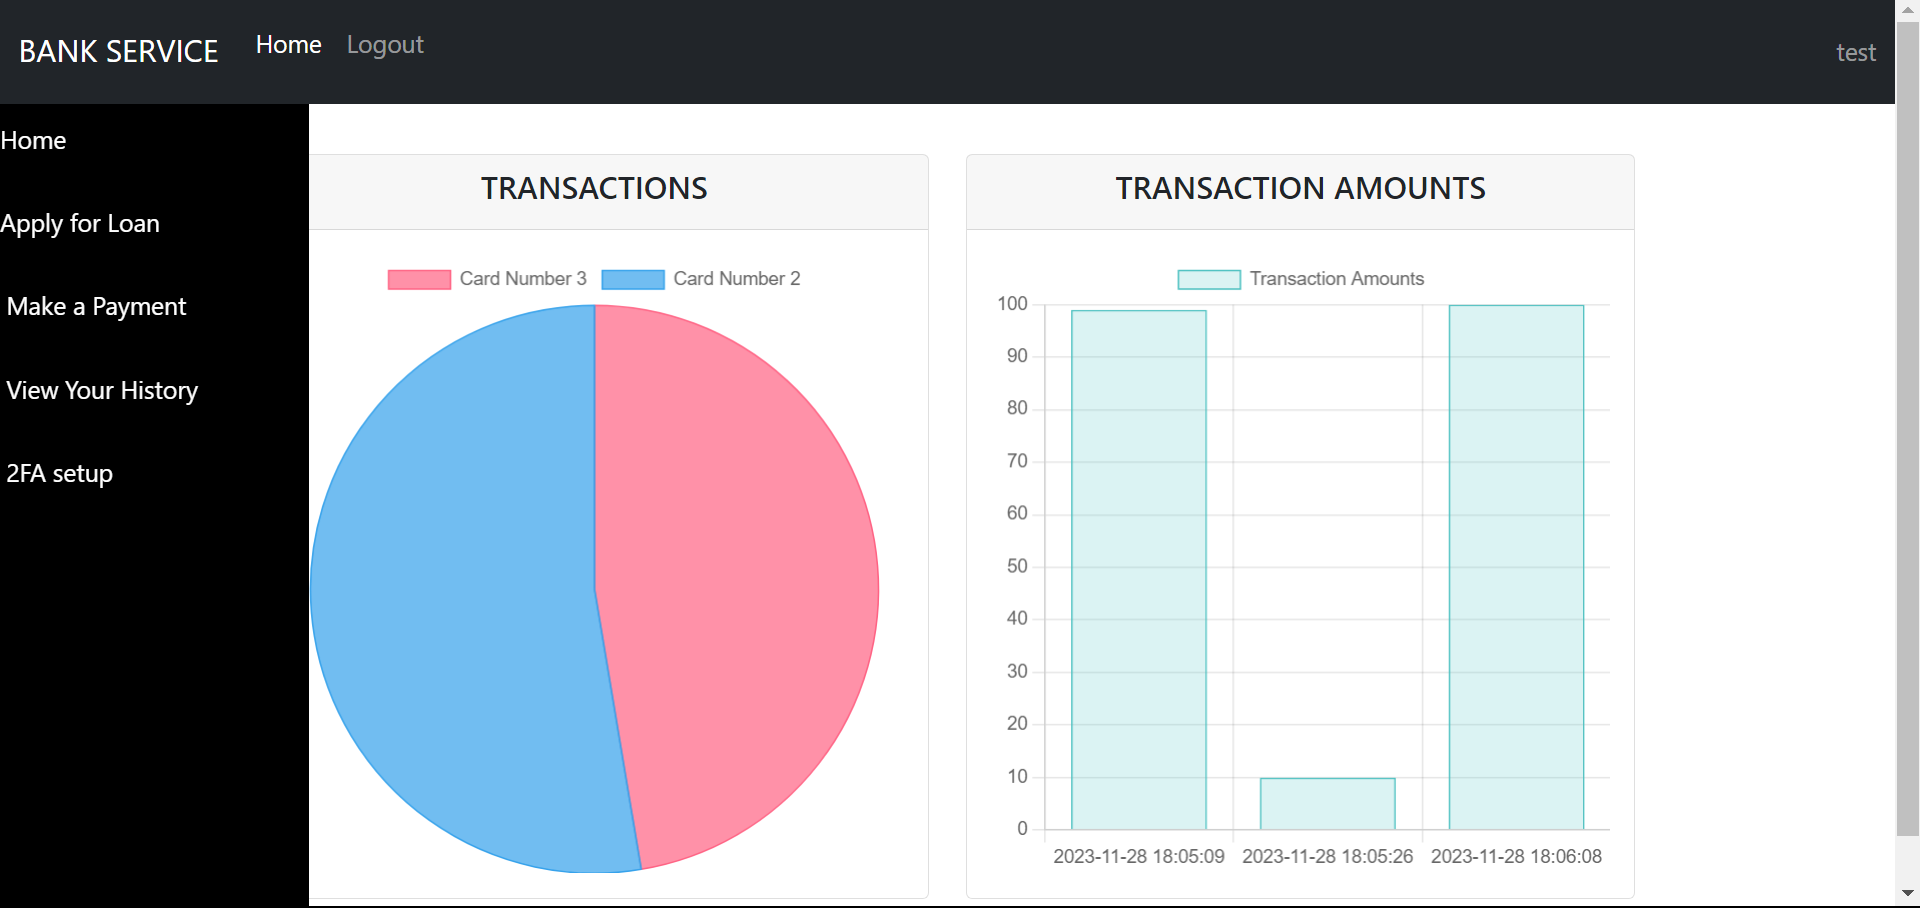 BANK SERVICE Home Logout test
Home
Apply for Loan
Make a Payment
View Your History
2FA setup
TRANSACTIONS
Card Number 3 Card Number 2
TRANSACTION AMOUNTS
Transaction Amounts
100
90
80
70
60
50
40
30
20
10
0
2023-11-28 18:05:09 2023-11-28 18:05:26 2023-11-28 18:06:08